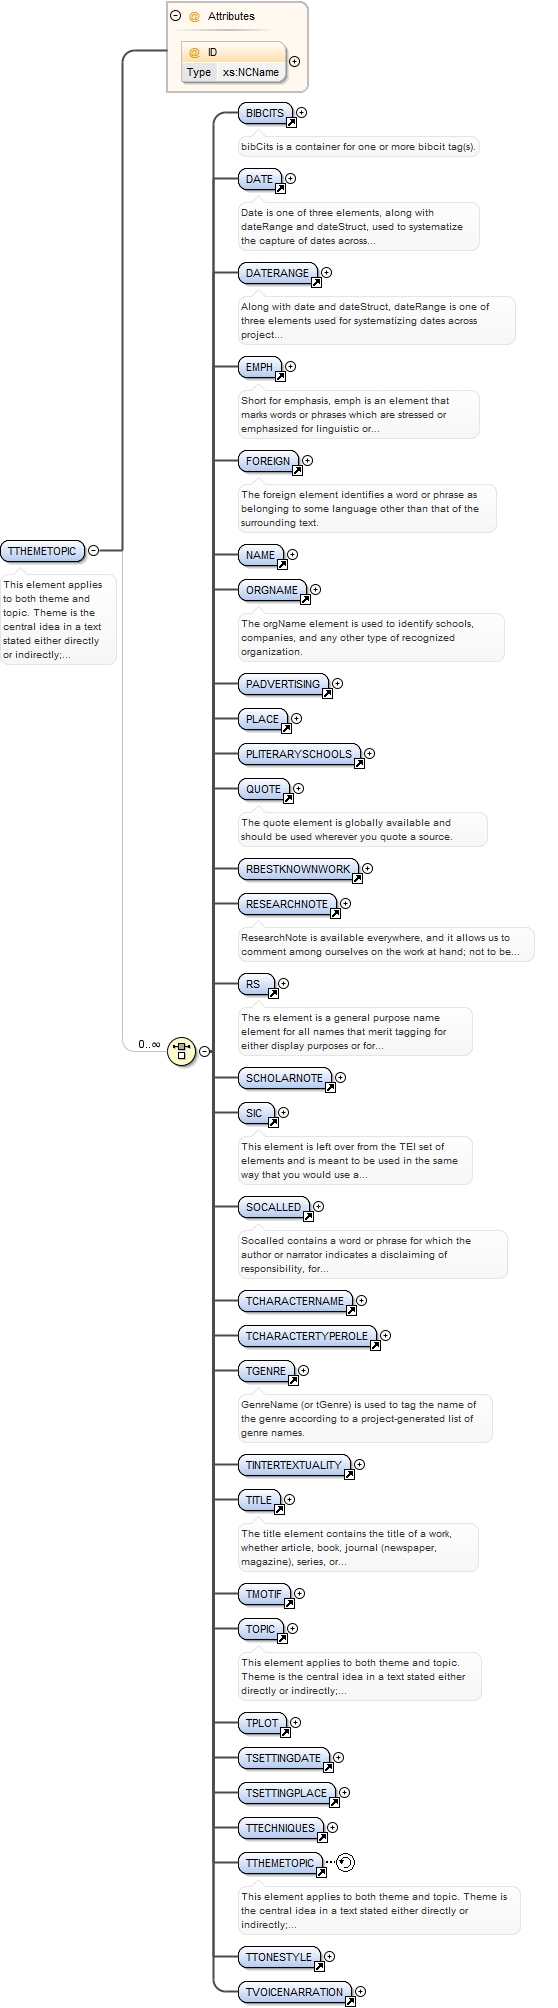 Attributes
@ ID
Type xs:NCName
BIBCITS
bibCits is a container for one or more bibcit tag(s).
DATE
Date is one of three elements, along with
dateRange and dateStruct, used to systematize
the capture of dates across...
DATERANGE
Along with date and dateStruct, dateRange is one of
three elements used for systematizing dates across
project...
EMPH
Short for emphasis, emph is an element that
marks words or phrases which are stressed or
emphasized for linguistic or...
FOREIGN
The foreign element identifies a word or phrase as
belonging to some language other than that of the
surrounding text.
TTHEMETOPIC
This element applies
to both theme and
topic. Theme is the
central idea in a text
stated either directly
or indirectly;...
NAME
ORGNAME
The orgName element is used to identify schools,
companies, and any other type of recognized
organization.
PADVERTISING
PLACE
PLITERARYSCHOOLS
QUOTE
The quote element is globally available and
should be used wherever you quote a source.
RBESTKNOWNWORK
RESEARCHNOTE
ResearchNote is available everywhere, and it allows us to
comment among ourselves on the work at hand; not to be...
RS
The rs element is a general purpose name
element for all names that merit tagging for
either display purposes or for...
0..∞
SCHOLARNOTE
SIC
This element is left over from the TEI set of
elements and is meant to be used in the same
way that you would use a...
SOCALLED
Socalled contains a word or phrase for which the
author or narrator indicates a disclaiming of
responsibility, for...
TCHARACTERNAME
TCHARACTERTYPEROLE
TGENRE
GenreName (or tGenre) is used to tag the name of
the genre according to a project-generated list of
genre names.
TINTERTEXTUALITY
TITLE
The title element contains the title of a work,
whether article, book, journal (newspaper,
magazine), series, or...
TMOTIF
TOPIC
This element applies to both theme and topic.
Theme is the central idea in a text stated either
directly or indirectly;...
TPLOT
TSETTINGDATE
TSETTINGPLACE
TTECHNIQUES
TTHEMETOPIC
This element applies to both theme and topic. Theme is
the central idea in a text stated either directly or
indirectly;...
TTONESTYLE
TVOICENARRATION